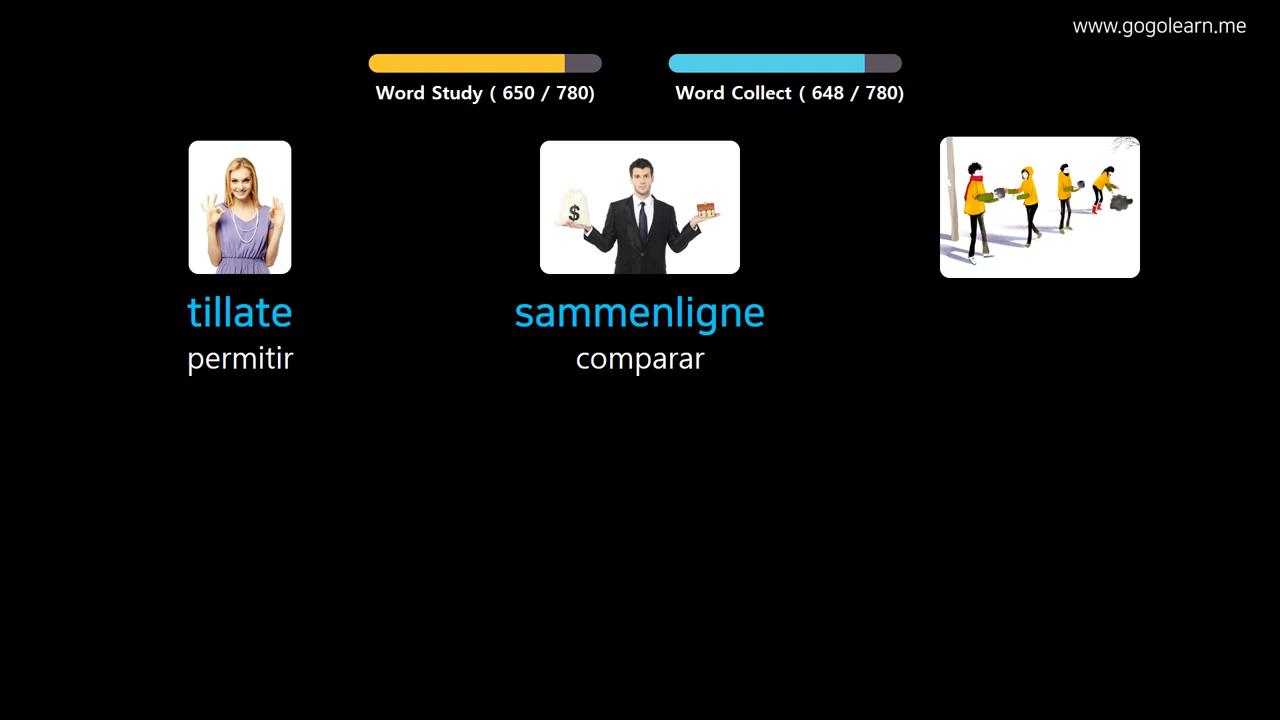 www.gogolearn.me
Word Study ( 650 / 780)
Word Collect ( 648 / 780)
$
tillate
permitir
sammenligne
comparar